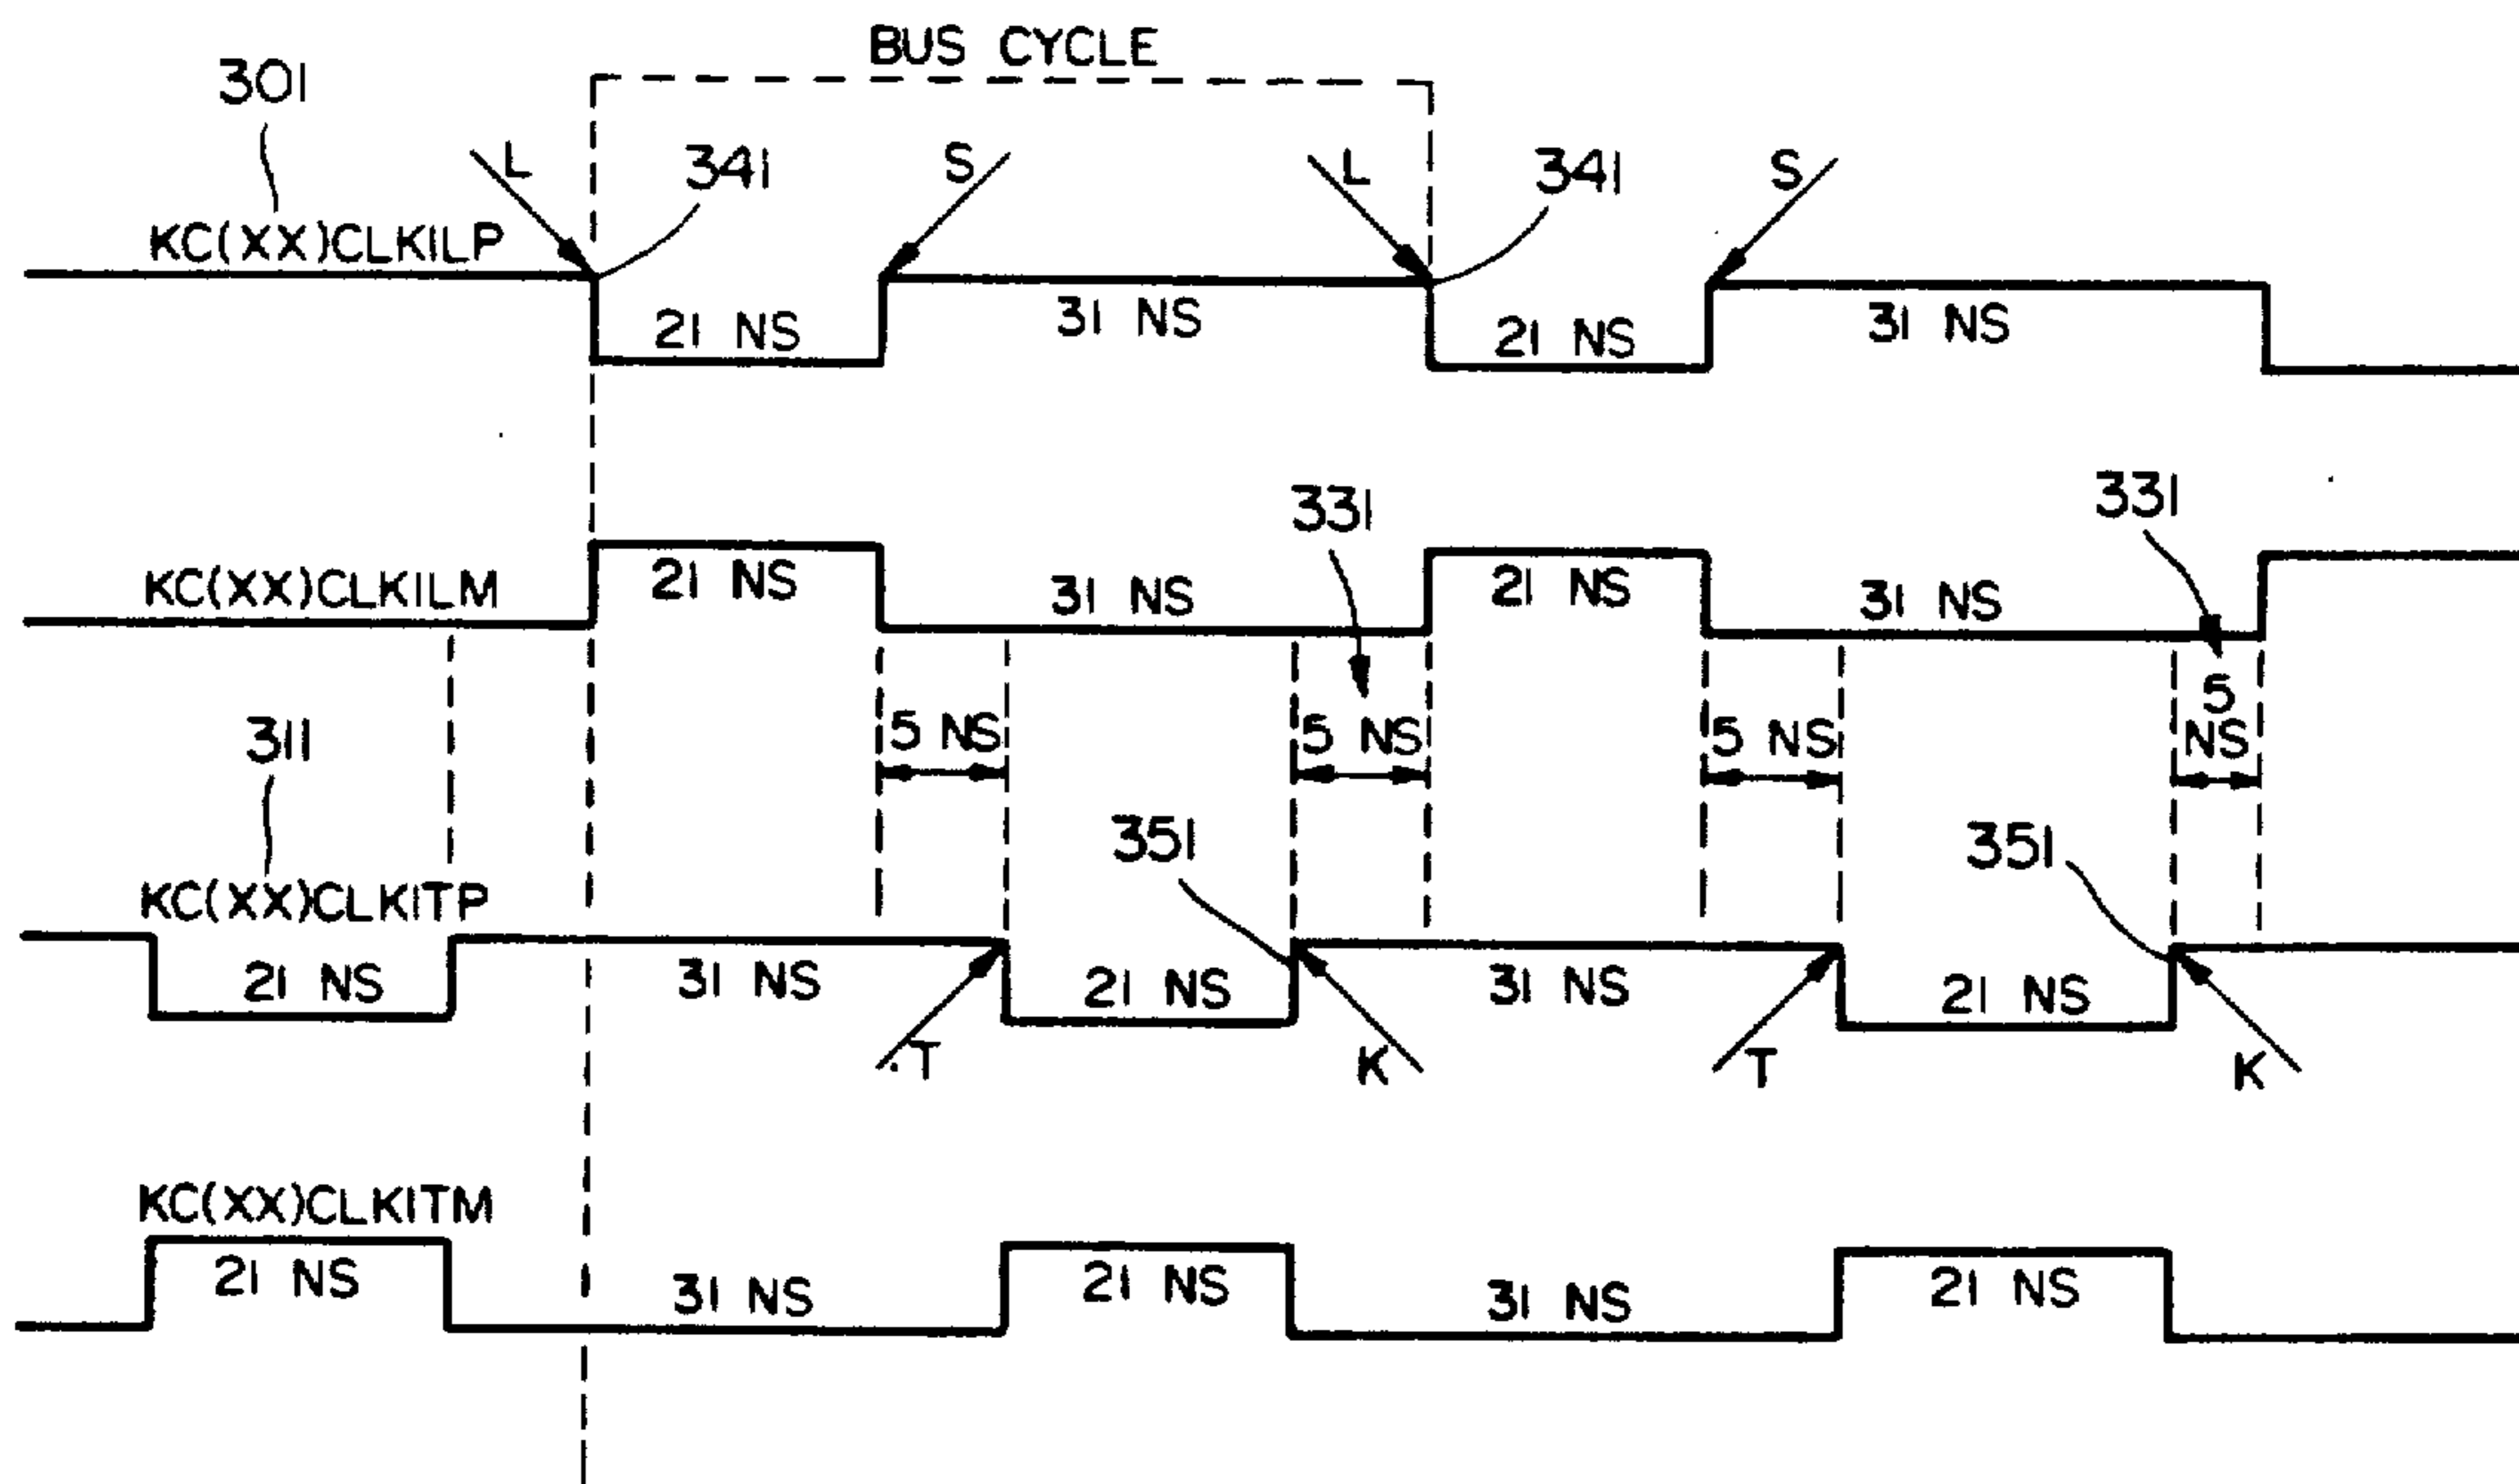 BUS CYCLE
301
L
341
S
L
341
S
KC(XX)CLKILP
21 NS
31 NS
21 NS
31 NS
331
331
KC(XX)CLKILM
21 NS
31 NS
21 NS
31 NS
311
5 NS
5 NS
5 NS
5
NS
351
351
KC(XX)CLKITP
21 NS
31 NS
21 NS
31 NS
21 NS
T
K
T
K
KC(XX)CLKITM
21 NS
31 NS
21 NS
31 NS
21 NS